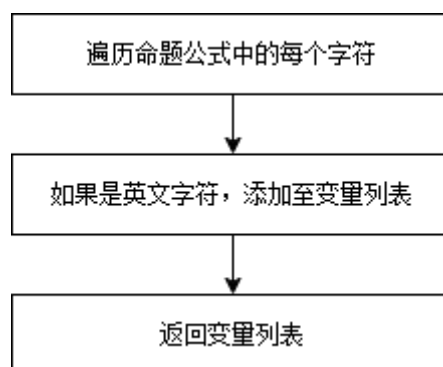 遍历命题公式中的每个字符
如果是英文字符，添加至变量列表
返回变量列表